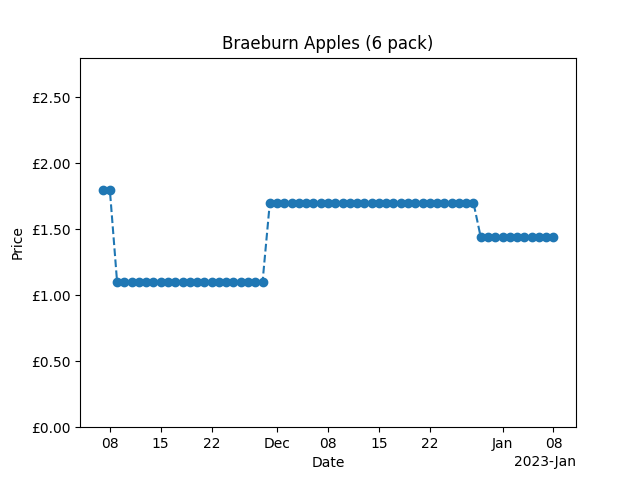 Braeburn Apples (6 pack)
£2.50
£2.00
£1.50
£1.00
£0.50
£0.00
Price
08 15 22 Dec 08 15 22 Jan 08
Date
2023-Jan